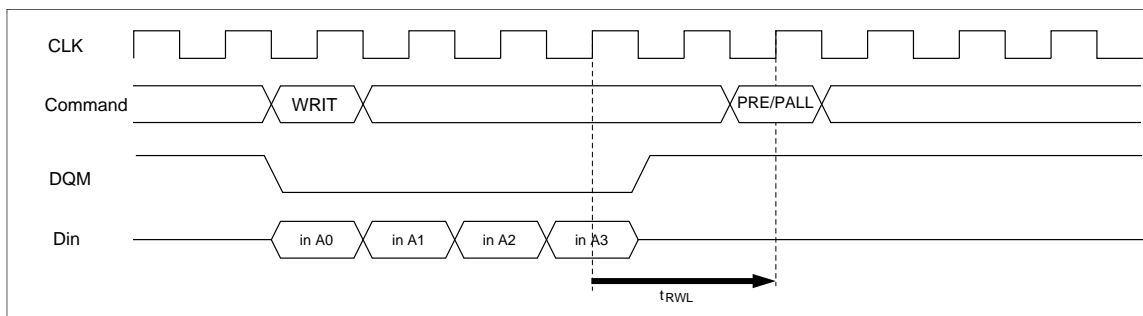 CLK
Command WRIT PRE/PALL
DQM
Din in A0 in A1 in A2 in A3
tRWL